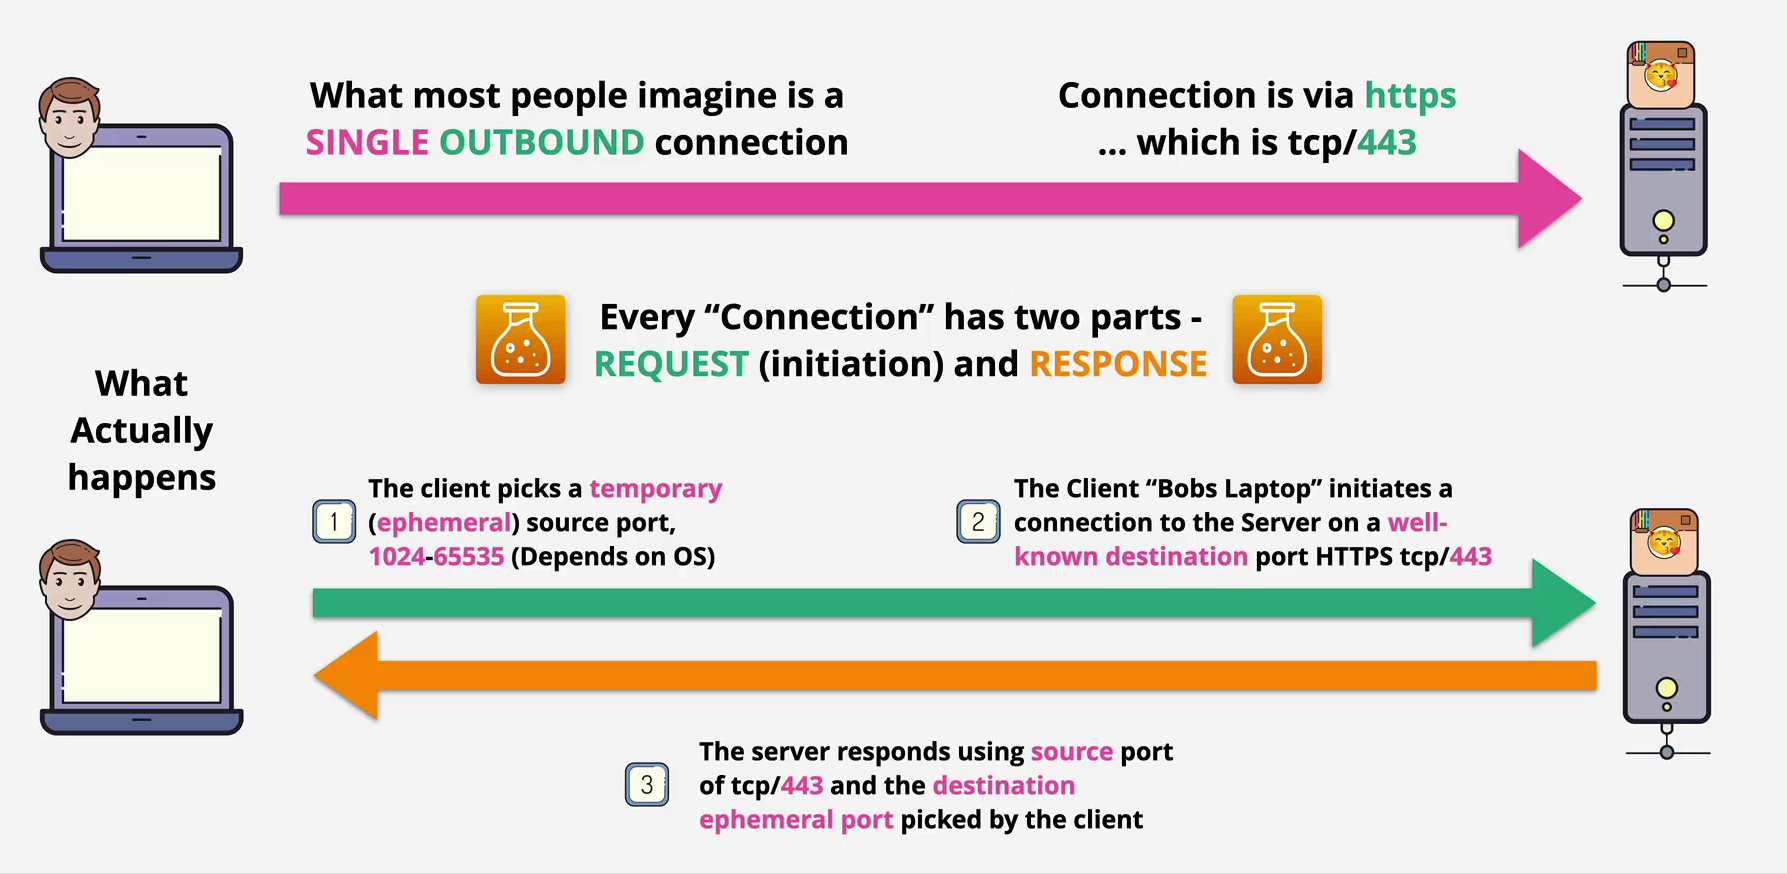 What most people imagine is a
SINGLE OUTBOUND connection
Connection is via https
... which is tcp/443
Every “Connection” has two parts -
REQUEST (initiation) and RESPONSE
What
Actually
happens
1
The client picks a temporary
(ephemeral) source port,
1024-65535 (Depends on OS)
2
The Client “Bobs Laptop” initiates a
connection to the Server on a well-
known destination port HTTPS tcp/443
3
The server responds using source port
of tcp/443 and the destination
ephemeral port picked by the client